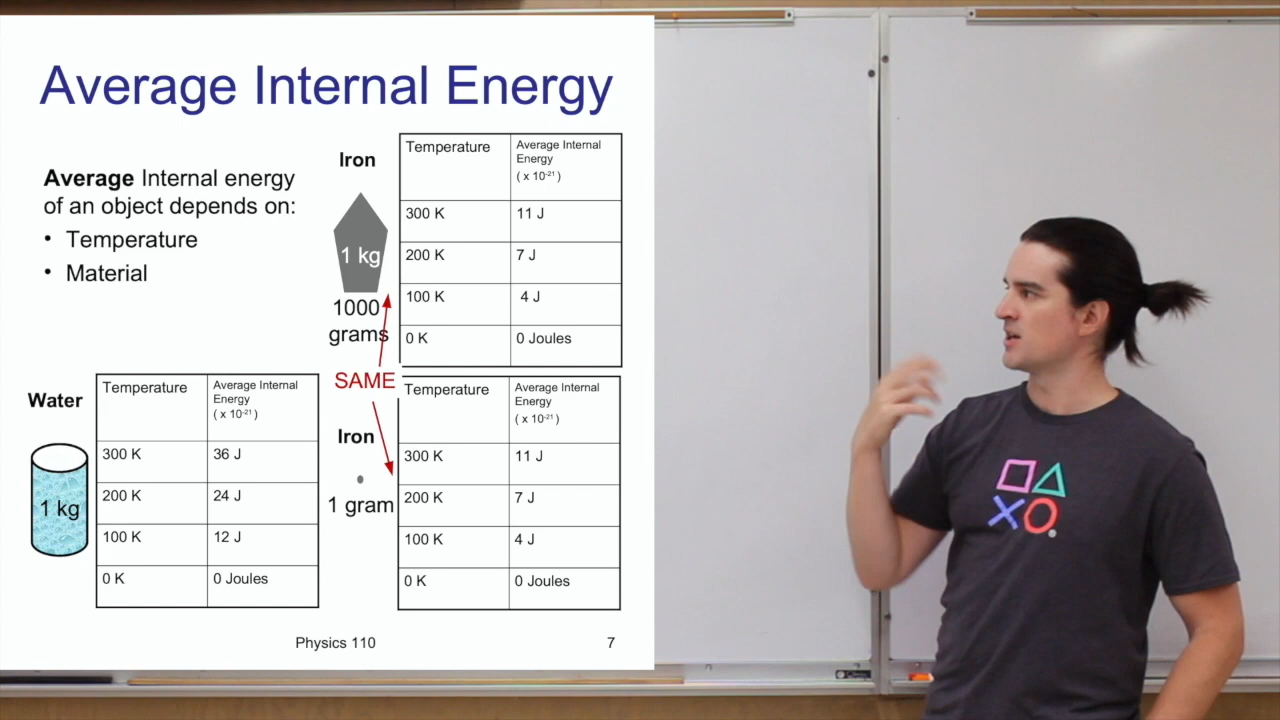 Average Internal Energy
Average Internal energy
of an object depends on:
• Temperature
• Material
Iron
1 kg
1000
grams
Temperature
Average Internal
Energy
( x 10⁻²¹ )
300 K
11 J
200 K
7 J
100 K
4 J
0 K
0 Joules
SAME
Water
1 kg
Temperature
Average Internal
Energy
( x 10⁻²¹ )
300 K
36 J
200 K
24 J
100 K
12 J
0 K
0 Joules
Iron
1 gram
Temperature
Average Internal
Energy
( x 10⁻²¹ )
300 K
11 J
200 K
7 J
100 K
4 J
0 K
0 Joules
Physics 110
7